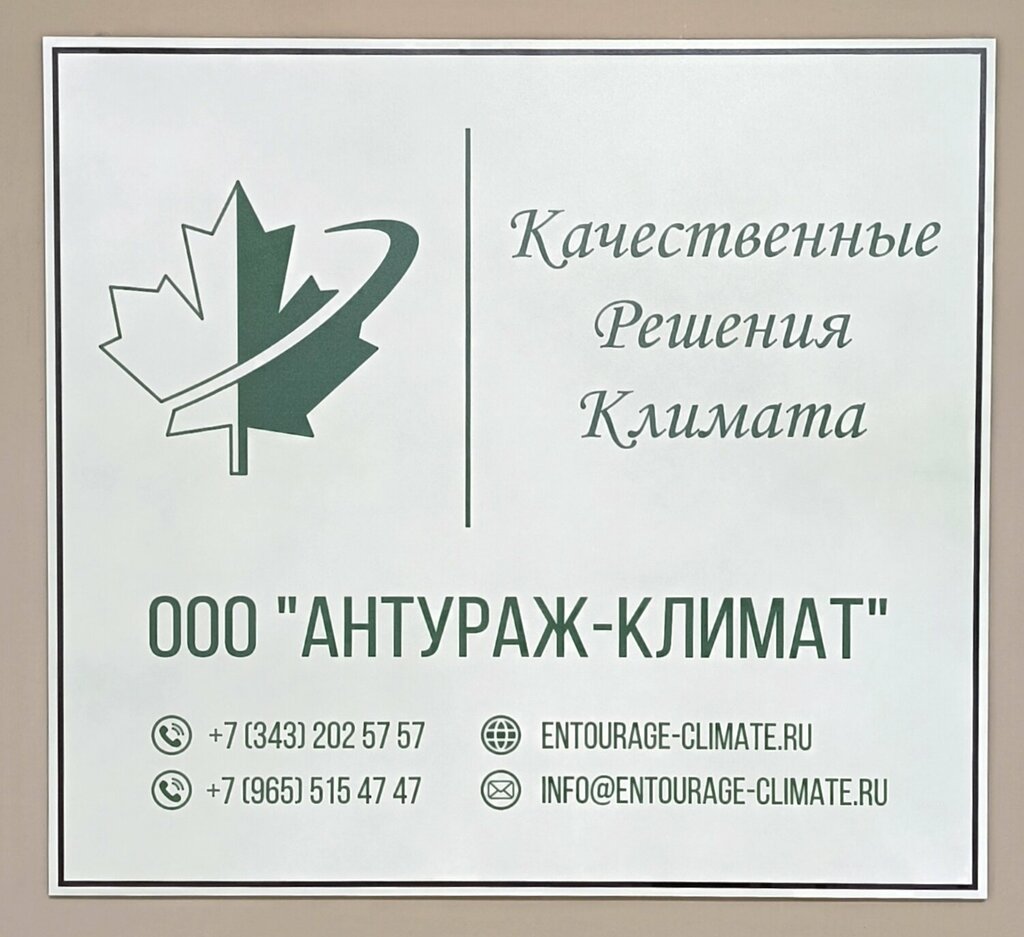 Качественные
Решения
Климата
ООО "АНТУРАЖ-КЛИМАТ"
+7 (343) 202 57 57
ENTOURAGE-CLIMATE.RU
+7 (965) 515 47 47
INFO@ENTOURAGE-CLIMATE.RU